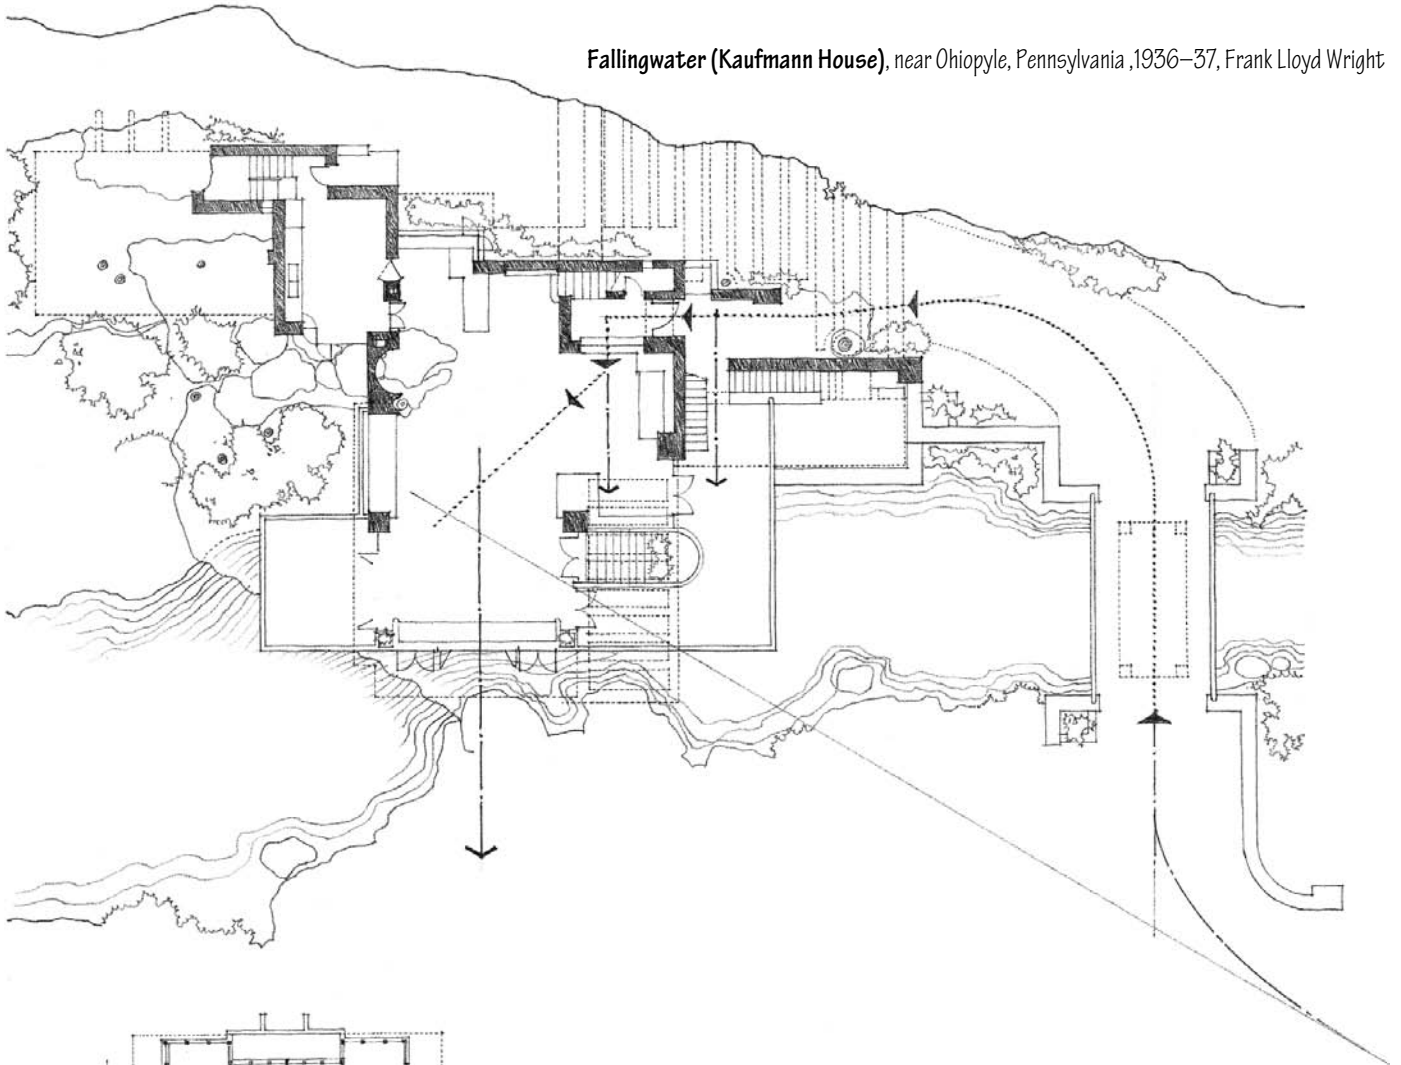 Fallingwater (Kaufmann House), near Ohiopyle, Pennsylvania ,1936–37, Frank Lloyd Wright